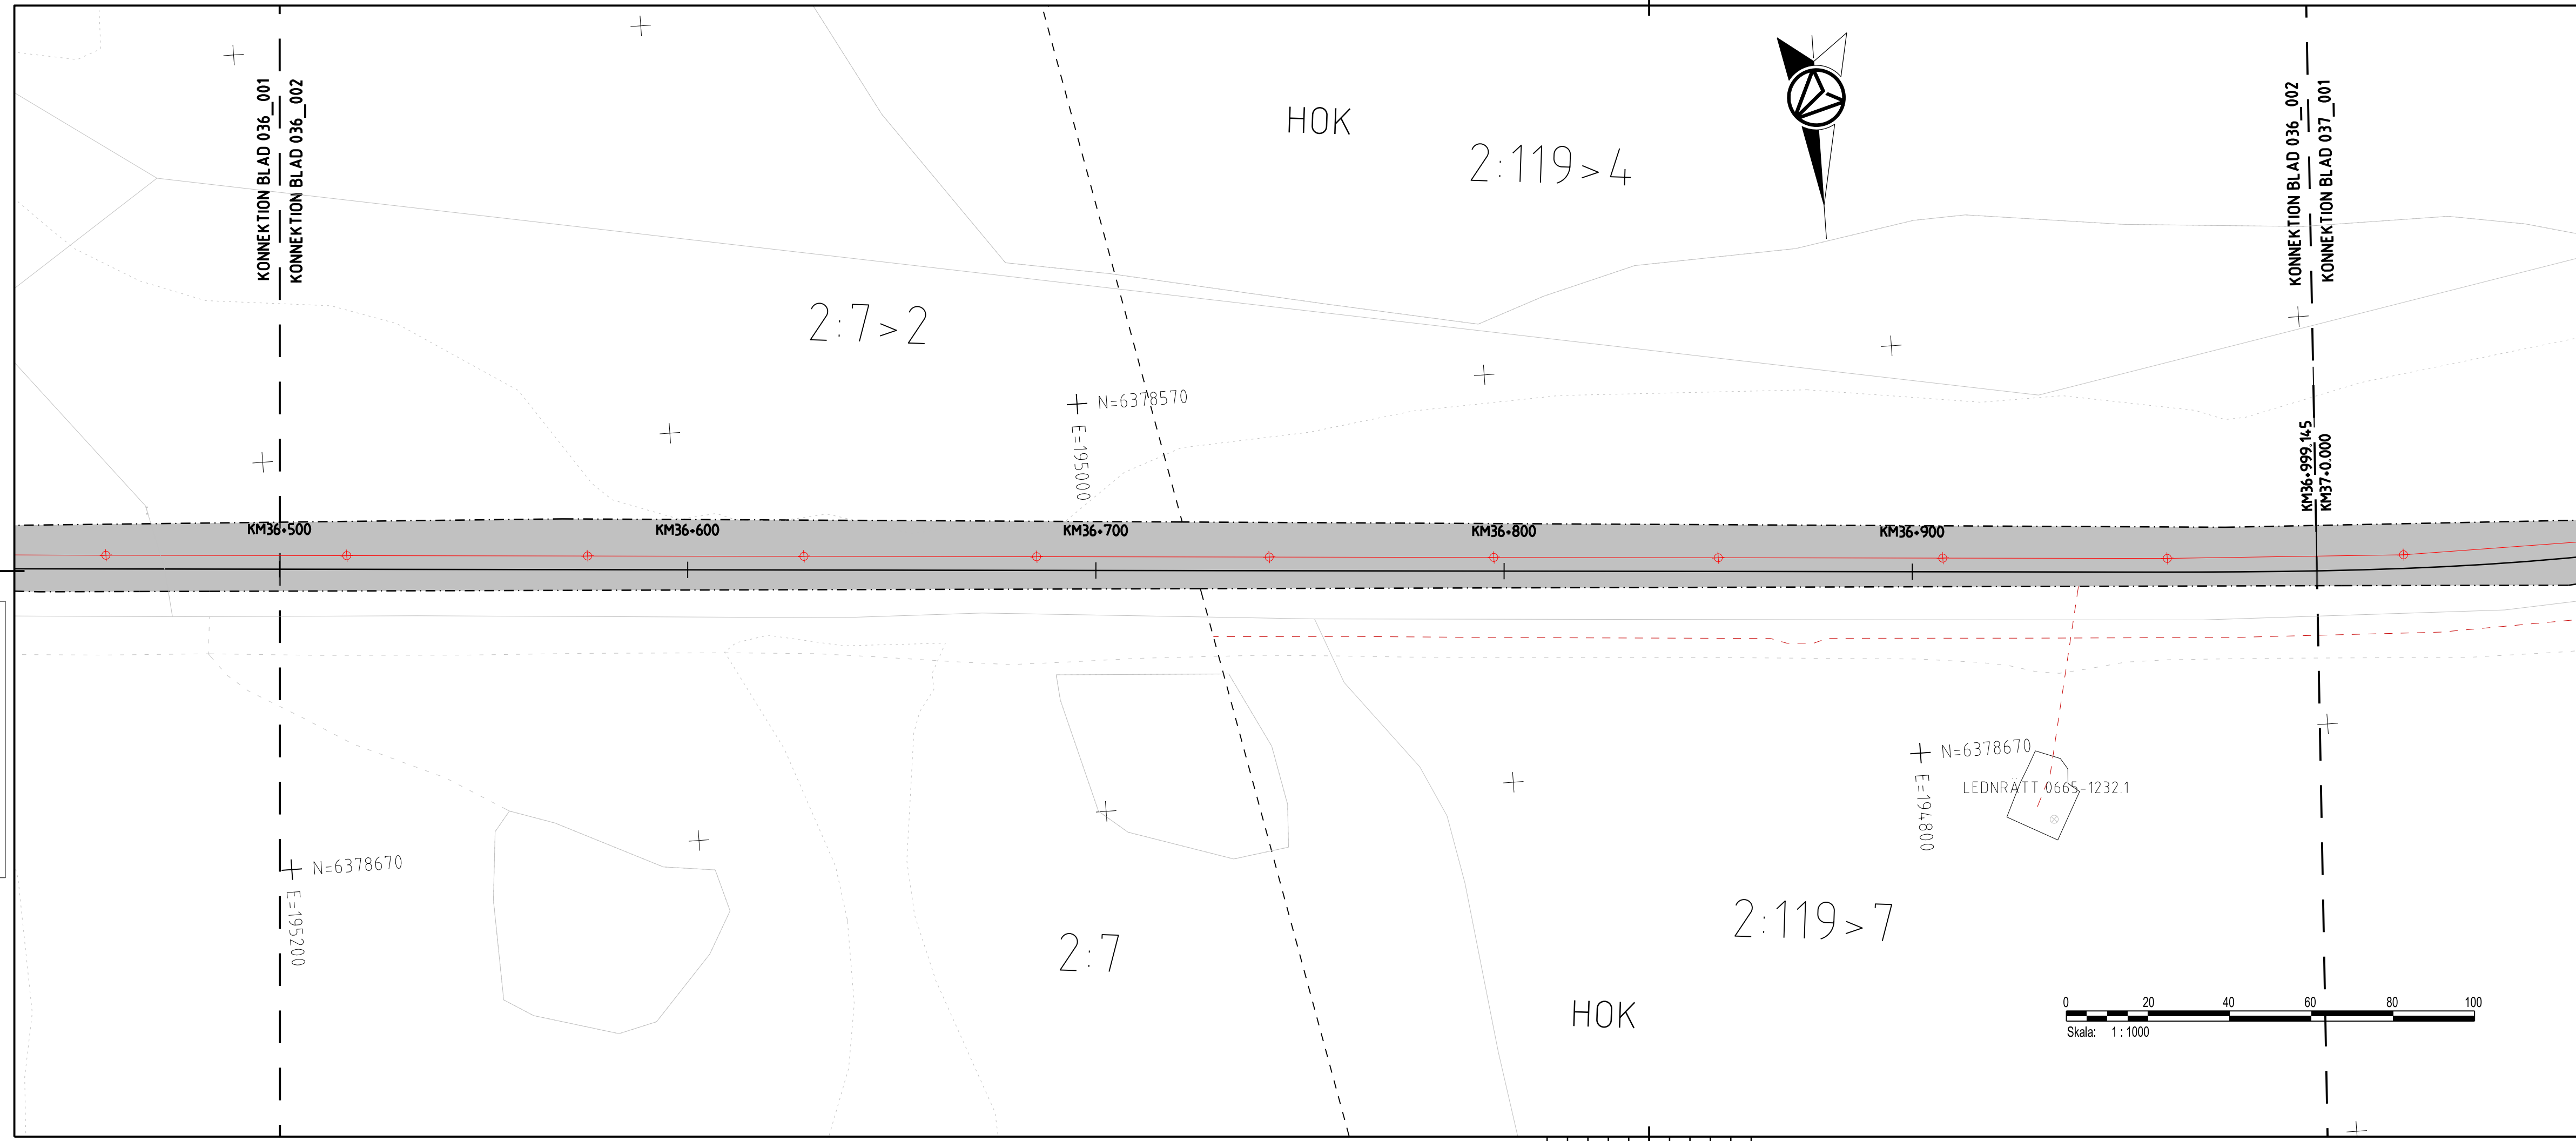 KONNEKTION BLAD 036_001
KONNEKTION BLAD 036_002
KONNEKTION BLAD 036_002
KONNEKTION BLAD 037_001
HOK
2:119>4
2:7>2
N=6378570
E=195000
KM36+999.145
KM37+0.000
KM36+500
KM36+600
KM36+700
KM36+800
KM36+900
N=6378670
E=194800
LEDNRÄTT 0665-1232.1
N=6378670
E=195200
2:119>7
2:7
HOK
0 20 40 60 80 100
Skala: 1 : 1000